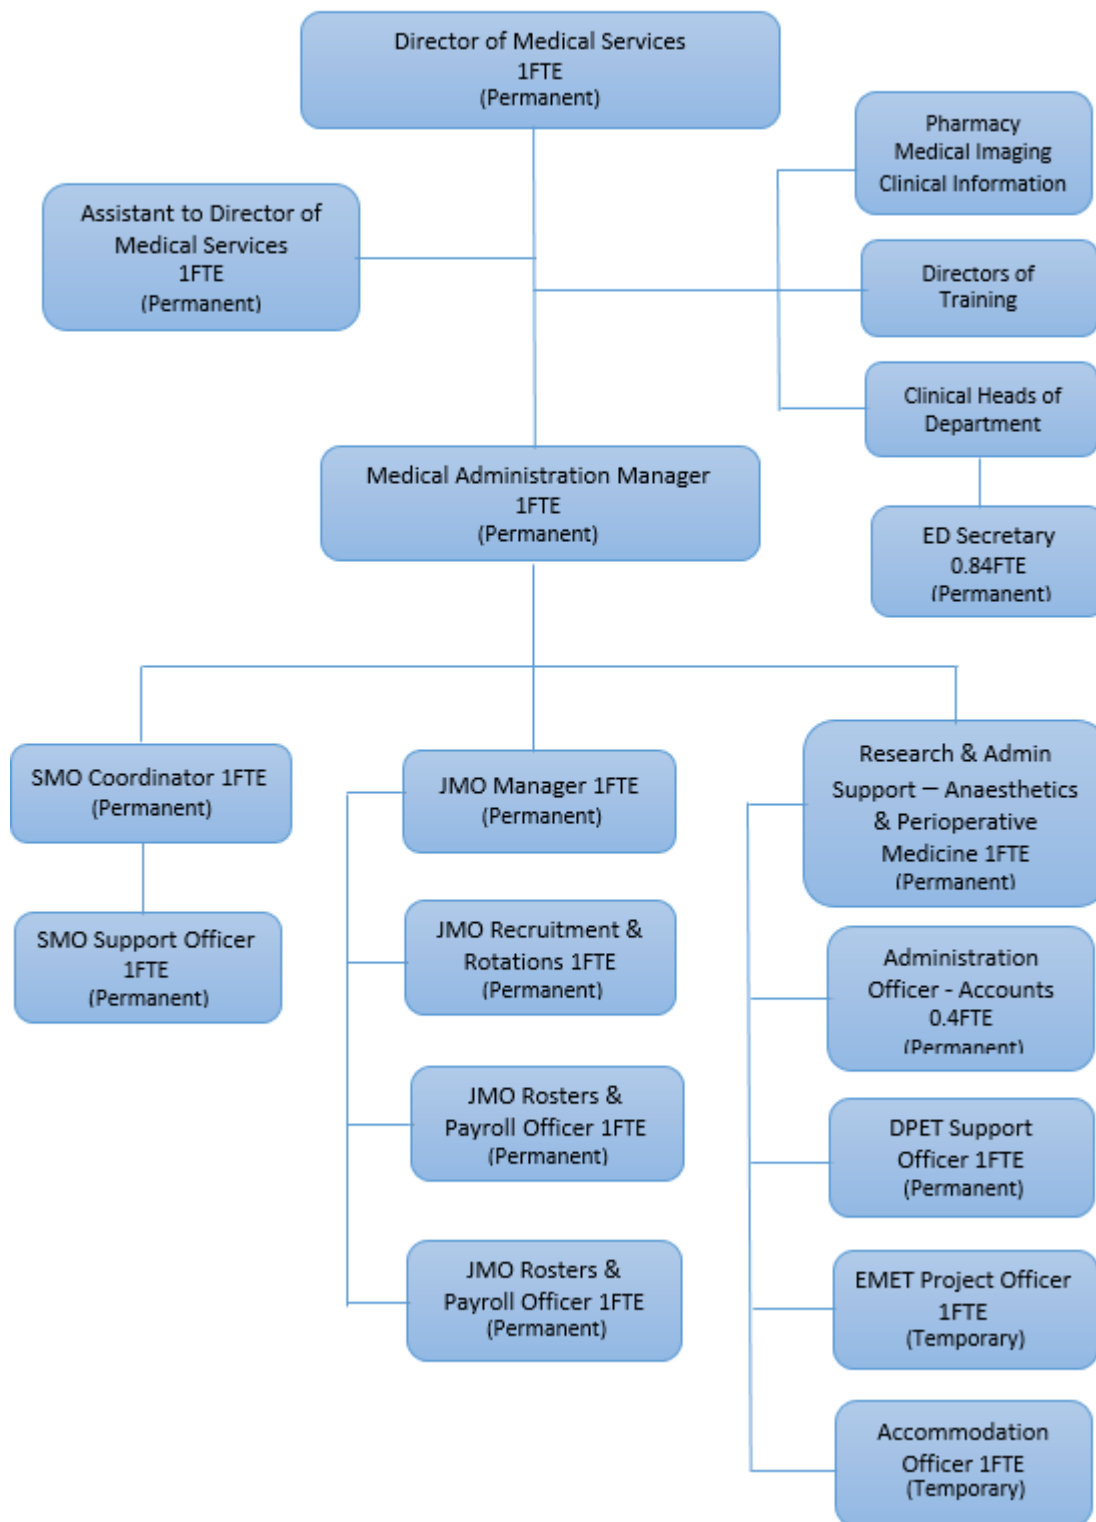 Director of Medical Services
1FTE
(Permanent)
Pharmacy
Medical Imaging
Clinical Information
Assistant to Director of
Medical Services
1FTE
(Permanent)
Directors of
Training
Clinical Heads of
Department
Medical Administration Manager
1FTE
(Permanent)
ED Secretary
0.84FTE
(Permanent)
SMO Coordinator 1FTE
(Permanent)
SMO Support Officer
1FTE
(Permanent)
JMO Manager 1FTE
(Permanent)
JMO Recruitment &
Rotations 1FTE
(Permanent)
JMO Rosters &
Payroll Officer 1FTE
(Permanent)
JMO Rosters &
Payroll Officer 1FTE
(Permanent)
Research & Admin
Support – Anaesthetics
& Perioperative
Medicine 1FTE
(Permanent)
Administration
Officer - Accounts
0.4FTE
(Permanent)
DPET Support
Officer 1FTE
(Permanent)
EMET Project Officer
1FTE
(Temporary)
Accommodation
Officer 1FTE
(Temporary)